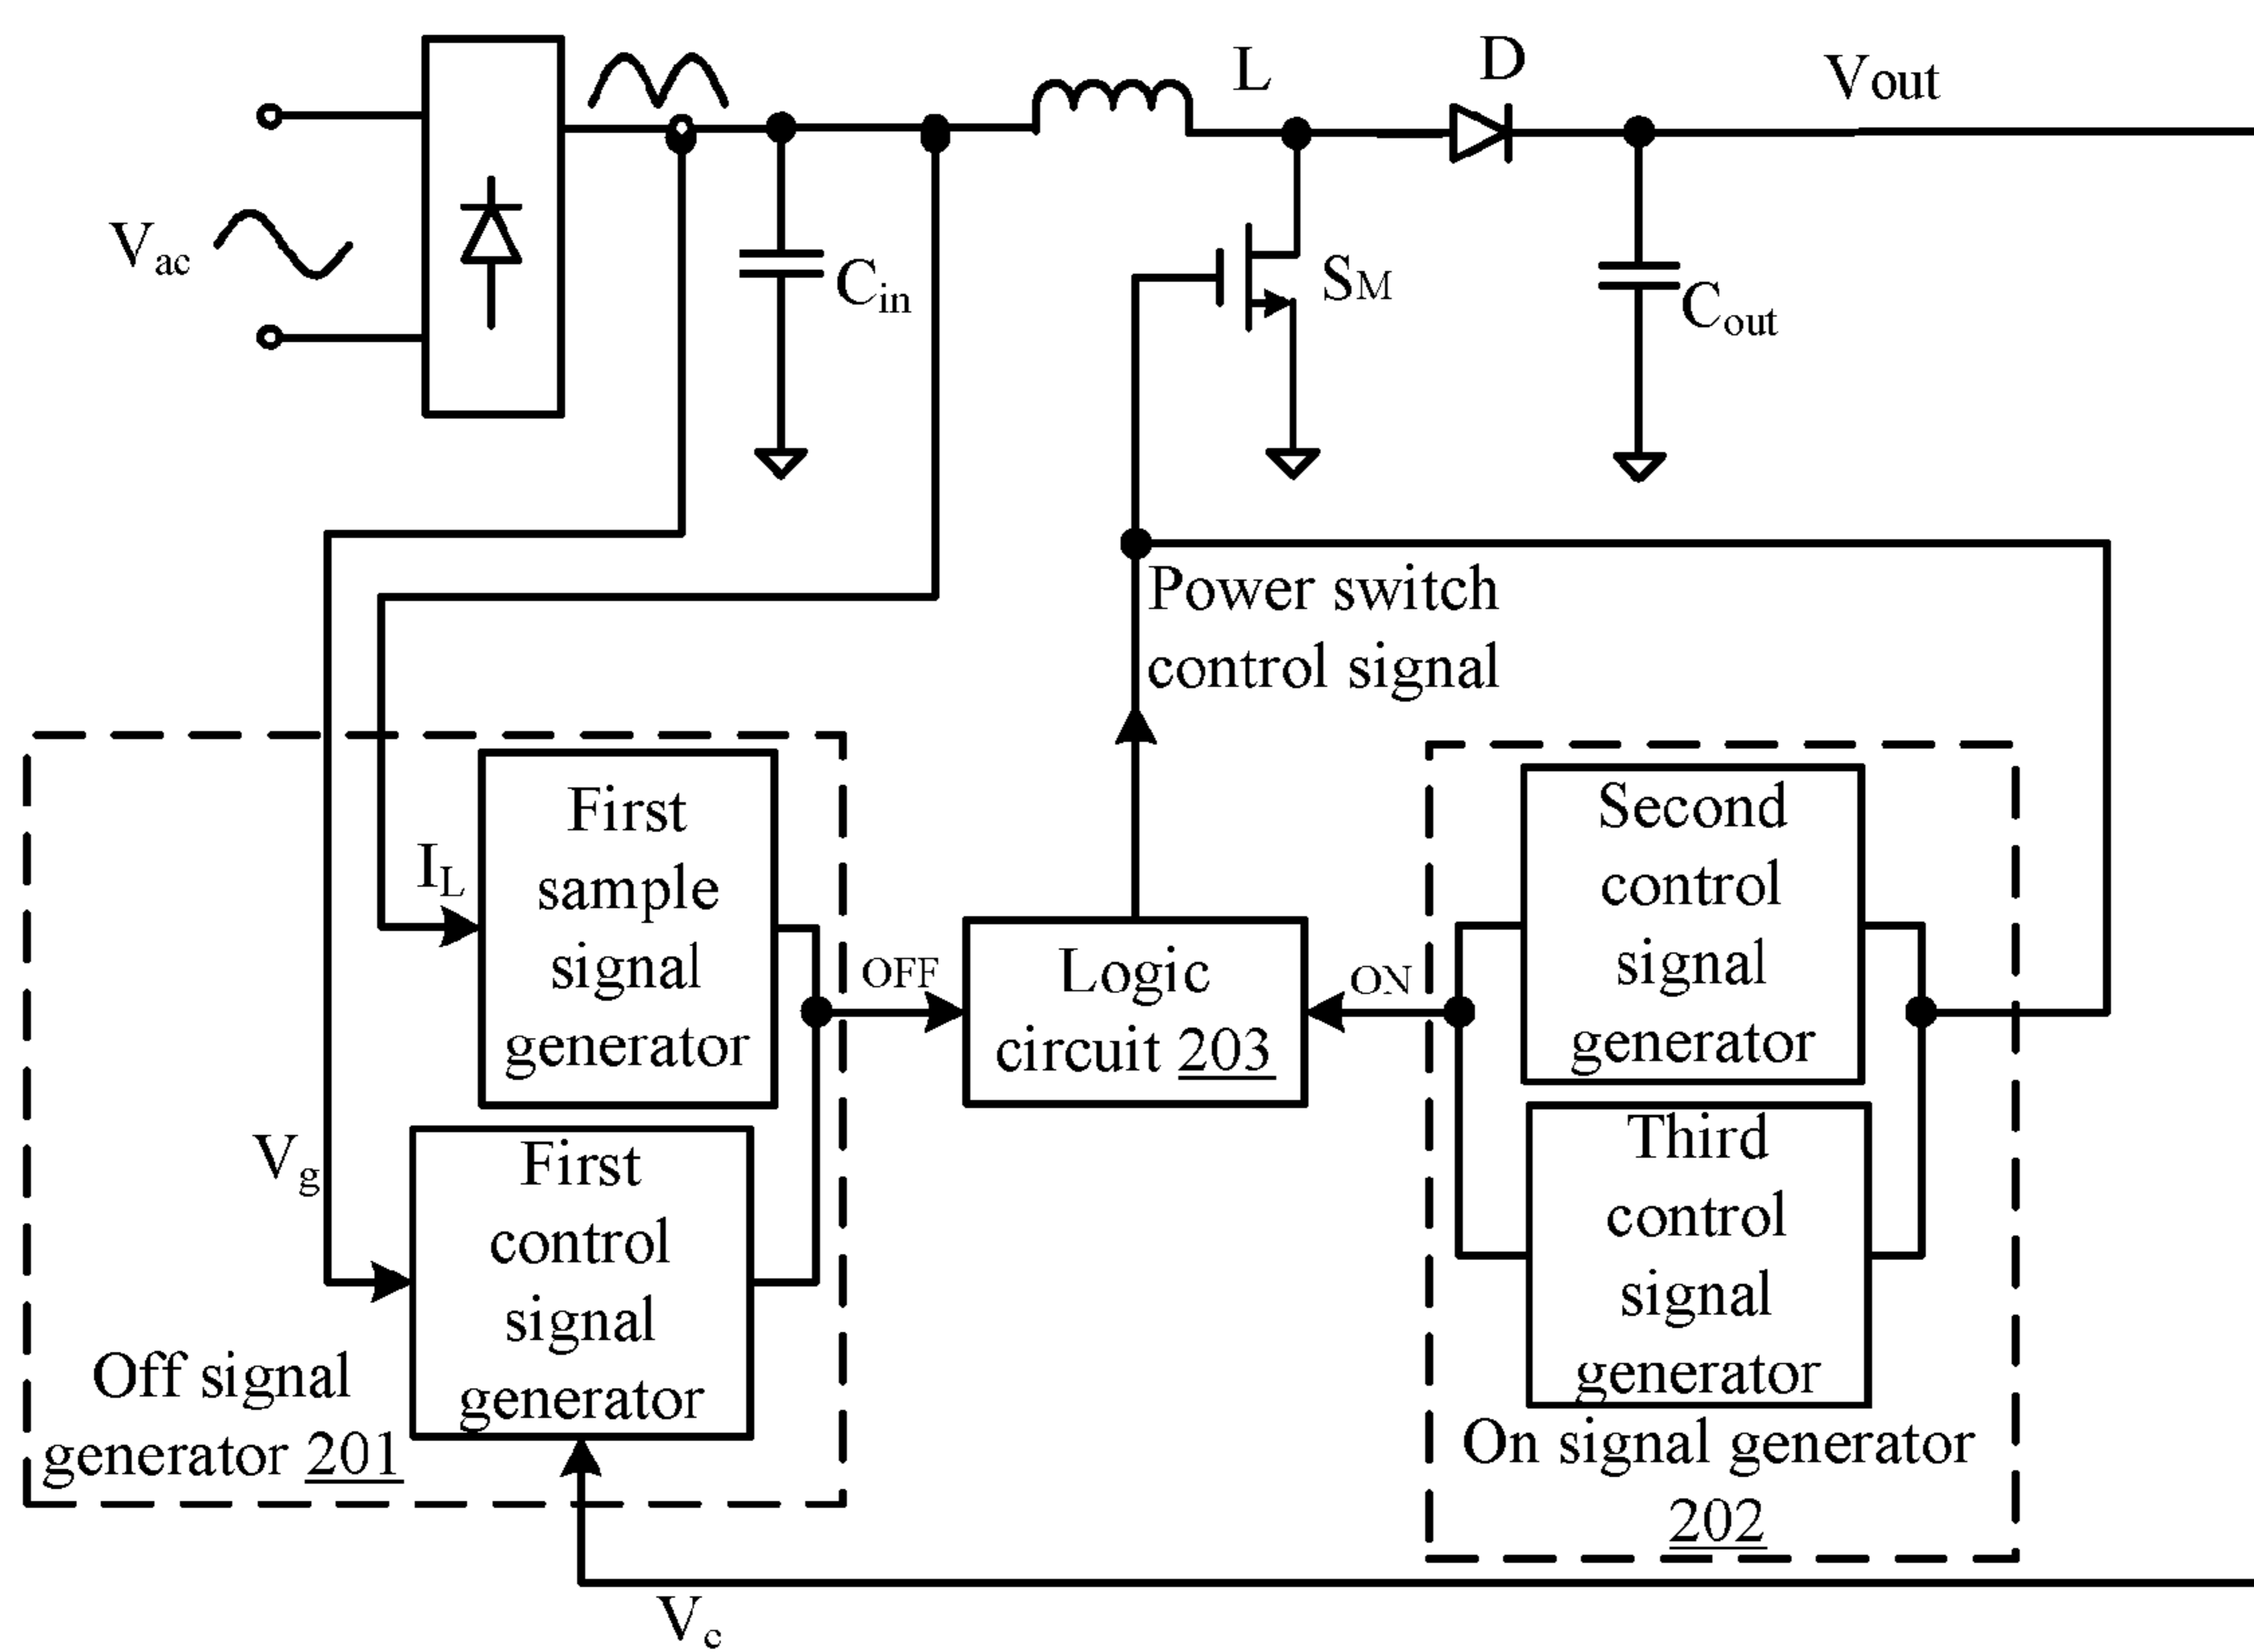 L
D
Vout
Vac
Cin
SM
Cout
Power switch
control signal
First
sample
signal
generator
IL
OFF
Logic
circuit 203
ON
Second
control
signal
generator
Vg
First
control
signal
generator
Third
control
signal
generator
Off signal
generator 201
On signal generator
202
Vc